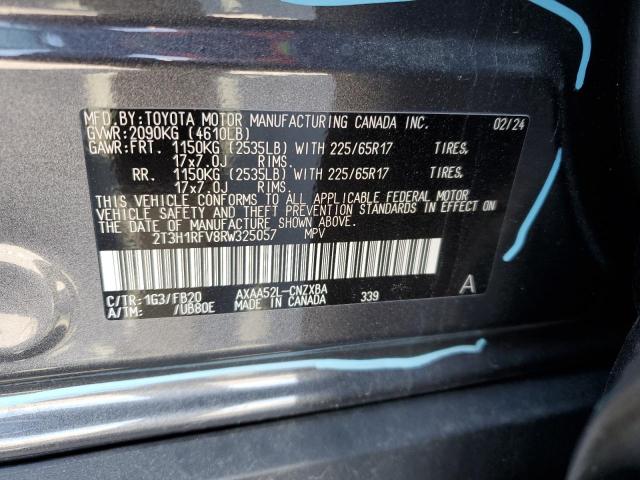 MFD.BY:TOYOTA MOTOR MANUFACTURING CANADA INC. 02/24
GVWR:2090KG (4610LB)
GAWR:FRT. 1150KG (2535LB) WITH 225/65R17 TIRES,
17x7.0J RIMS.
RR. 1150KG (2535LB) WITH 225/65R17 TIRES,
17x7.0J RIMS.
THIS VEHICLE CONFORMS TO ALL APPLICABLE FEDERAL MOTOR
VEHICLE SAFETY AND THEFT PREVENTION STANDARDS IN EFFECT ON
THE DATE OF MANUFACTURE SHOWN ABOVE.
2T3H1RFV8RW325057 MPV
C/TR:1G3/FB20 AXAA52L-CNZXBA A
A/TM: /UB80E MADE IN CANADA 339